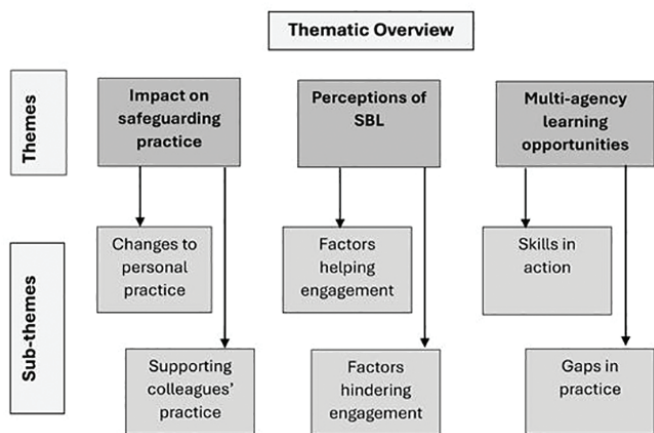 Thematic Overview
Themes
Impact on
safeguarding
practice
Perceptions of
SBL
Multi-agency
learning
opportunities
Sub-themes
Changes to
personal
practice
Factors
helping
engagement
Skills in
action
Supporting
colleagues’
practice
Factors
hindering
engagement
Gaps in
practice